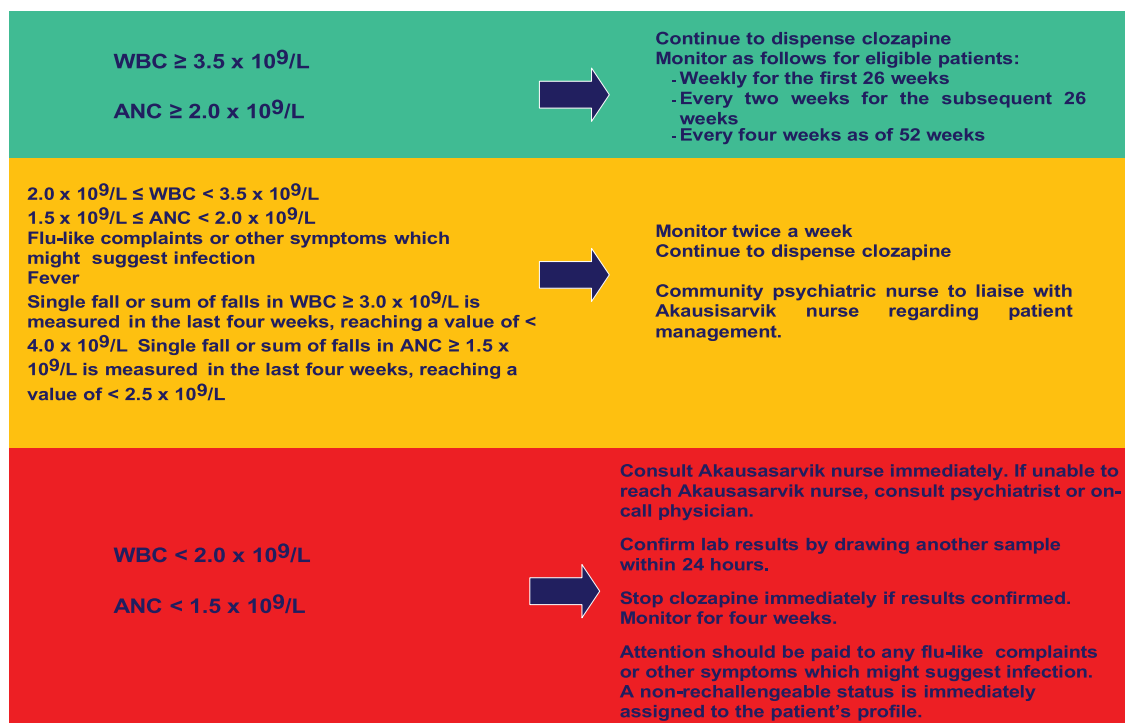 WBC ≥ 3.5 x 10⁹/L
ANC ≥ 2.0 x 10⁹/L
Continue to dispense clozapine
Monitor as follows for eligible patients:
- Weekly for the first 26 weeks
- Every two weeks for the subsequent 26
weeks
- Every four weeks as of 52 weeks
2.0 x 10⁹/L ≤ WBC < 3.5 x 10⁹/L
1.5 x 10⁹/L ≤ ANC < 2.0 x 10⁹/L
Flu-like complaints or other symptoms which
might suggest infection
Fever
Single fall or sum of falls in WBC ≥ 3.0 x 10⁹/L is
measured in the last four weeks, reaching a value of <
4.0 x 10⁹/L Single fall or sum of falls in ANC ≥ 1.5 x
10⁹/L is measured in the last four weeks, reaching a
value of < 2.5 x 10⁹/L
Monitor twice a week
Continue to dispense clozapine
Community psychiatric nurse to liaise with
Akausisarvik nurse regarding patient
management.
WBC < 2.0 x 10⁹/L
ANC < 1.5 x 10⁹/L
Consult Akausasarvik nurse immediately. If unable to
reach Akausasarvik nurse, consult psychiatrist or on-
call physician.
Confirm lab results by drawing another sample
within 24 hours.
Stop clozapine immediately if results confirmed.
Monitor for four weeks.
Attention should be paid to any flu-like complaints
or other symptoms which might suggest infection.
A non-rechallengeable status is immediately
assigned to the patient's profile.